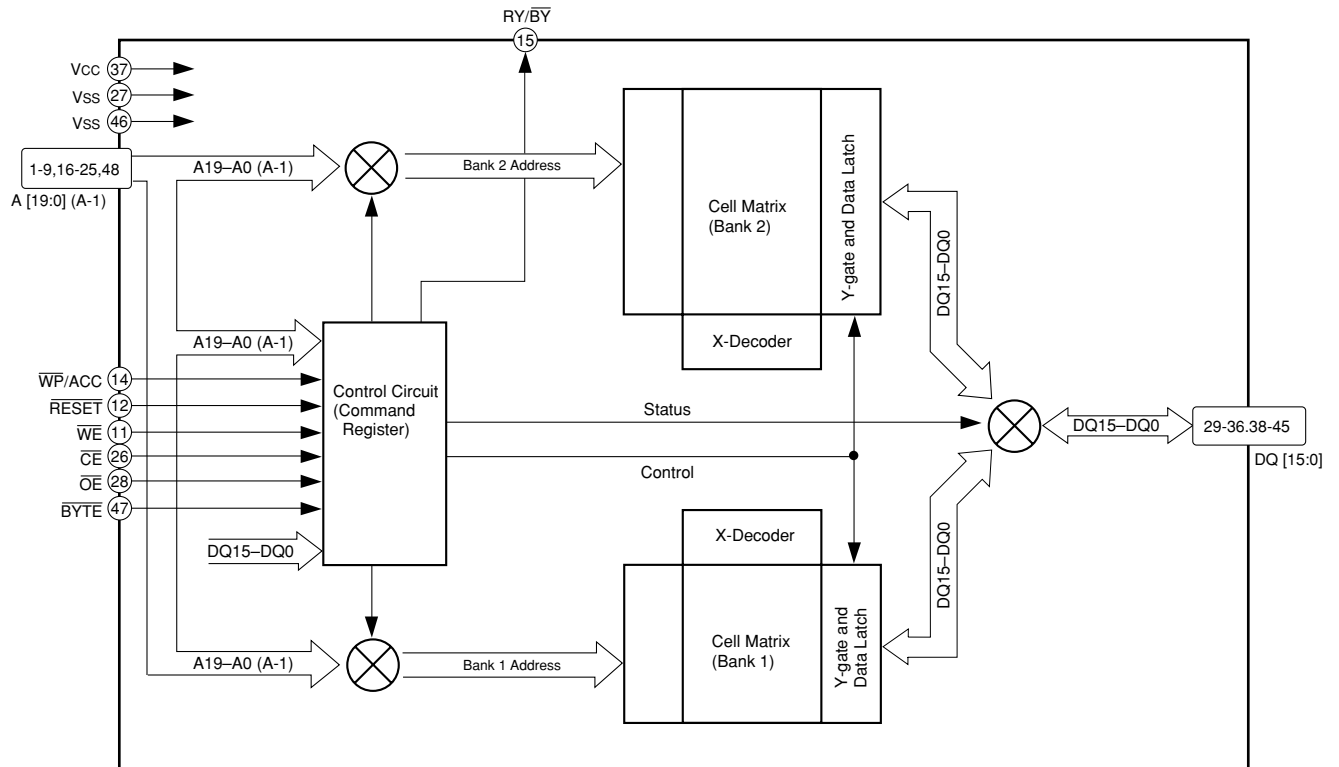 RY/BY
15
VCC 37
VSS 27
VSS 46
1-9,16-25,48
A [19:0] (A-1)
A19–A0 (A-1)
Bank 2 Address
Cell Matrix
(Bank 2)
Y-gate and Data Latch
X-Decoder
DQ15–DQ0
A19–A0 (A-1)
WP/ACC 14
RESET 12
WE 11
CE 26
OE 28
BYTE 47
DQ15–DQ0
Control Circuit
(Command
Register)
Status
Control
DQ15–DQ0
29-36.38-45
DQ [15:0]
X-Decoder
Cell Matrix
(Bank 1)
Y-gate and
Data Latch
DQ15–DQ0
A19–A0 (A-1)
Bank 1 Address